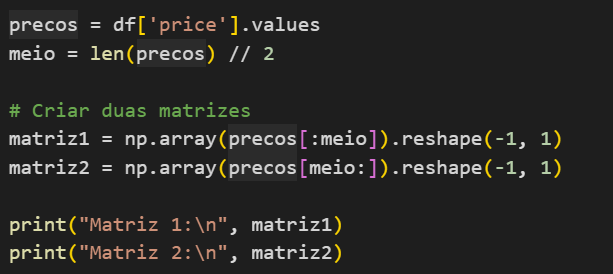 precos = df['price'].values
meio = len(precos) // 2
# Criar duas matrizes
matriz1 = np.array(precos[:meio]).reshape(-1, 1)
matriz2 = np.array(precos[meio:]).reshape(-1, 1)
print("Matriz 1:\n", matriz1)
print("Matriz 2:\n", matriz2)